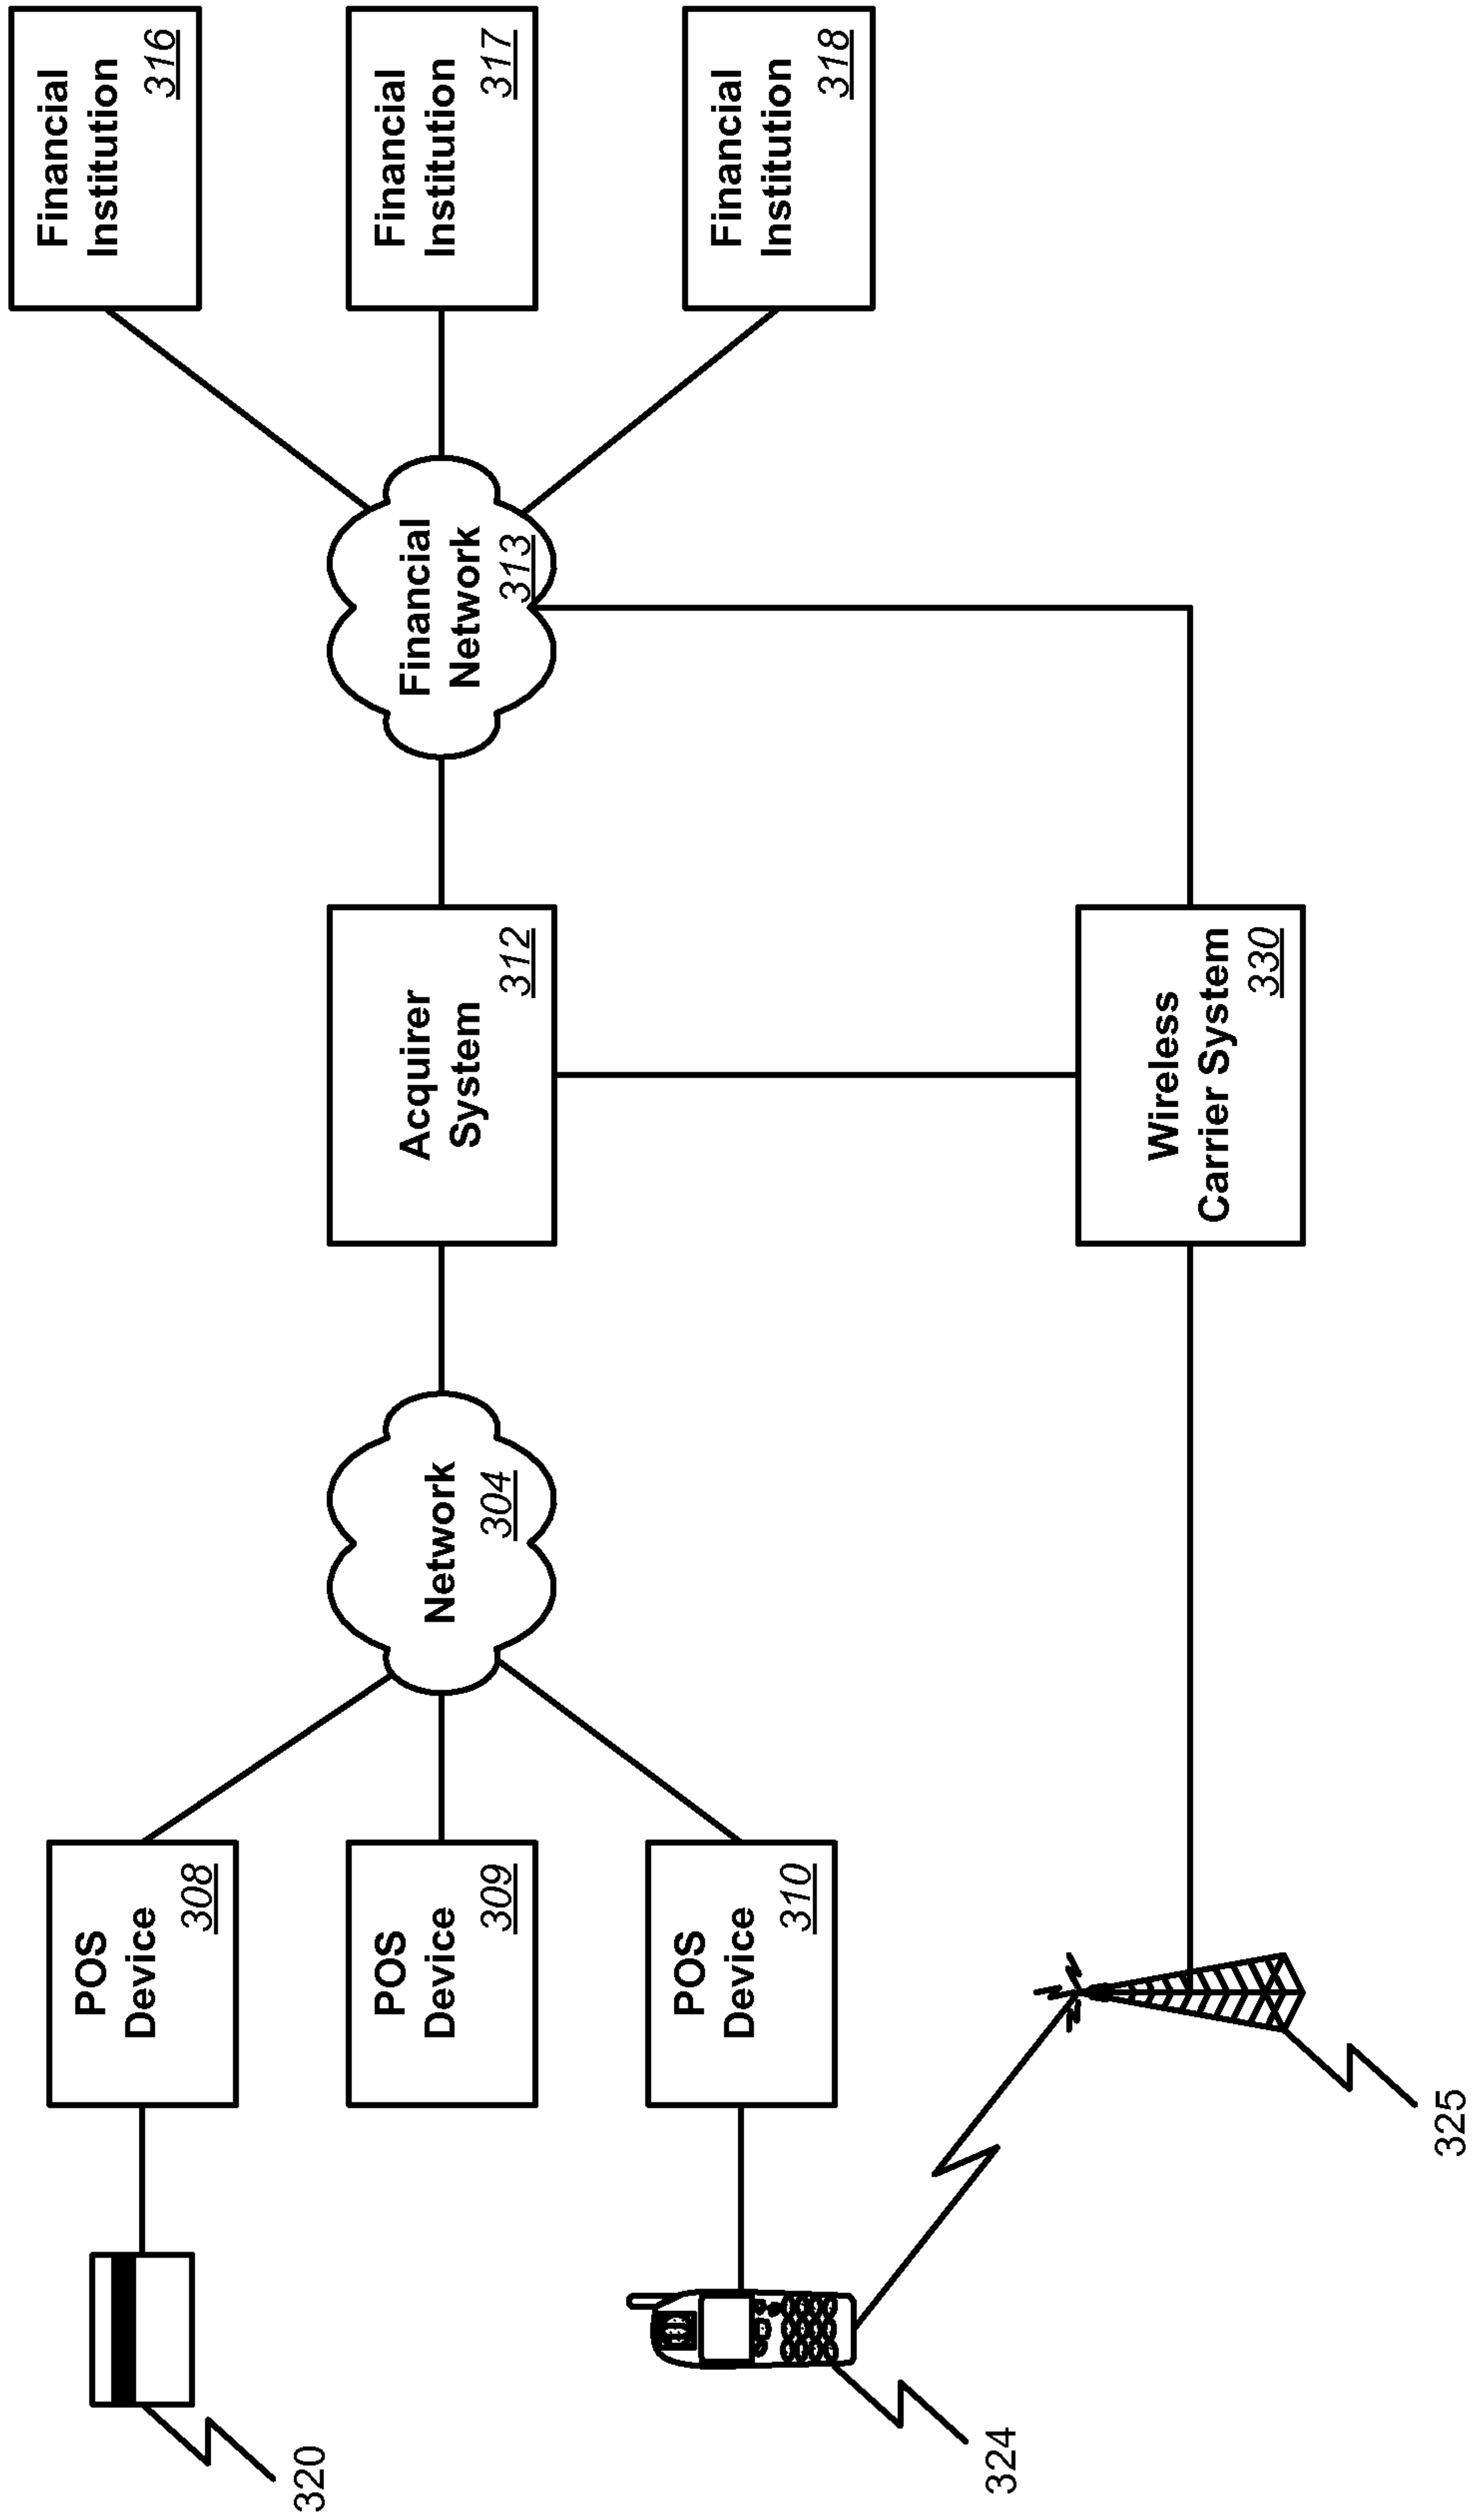 320
POS
Device
308
POS
Device
309
POS
Device
310
324
325
Network
304
Acquirer
System
312
Wireless
Carrier System
330
Financial
Network
313
Financial
Institution
316
Financial
Institution
317
Financial
Institution
318